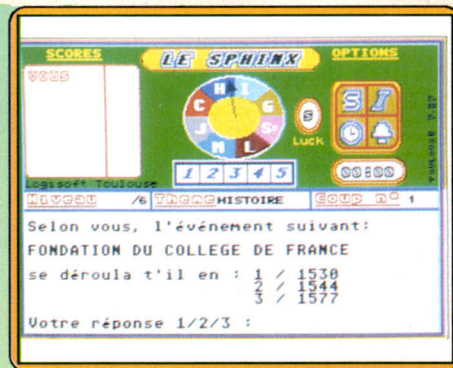 SCORES
LE SPHINX
OPTIONS
VOUS
H
I
C
G
J
S
M
L
S
Luck
S
I
1 2 3 4 5
00:00
Logisoft Toulouse
Niveau /6
Theme HISTOIRE
Coup n° 1
Selon vous, l'événement suivant:
FONDATION DU COLLEGE DE FRANCE
se déroula t'il en : 1 / 1530
2 / 1544
3 / 1577
Votre réponse 1/2/3 :